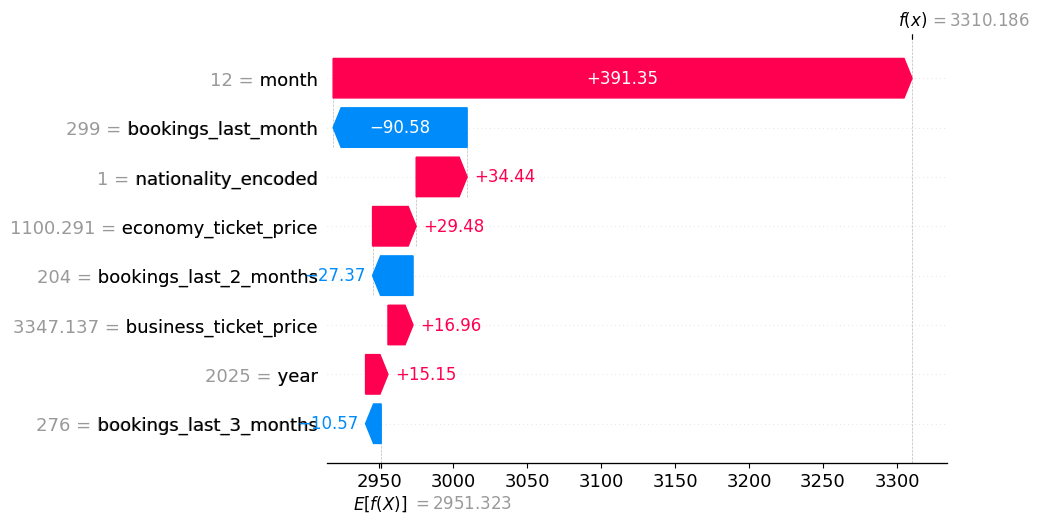 f(x) = 3310.186
12 = month
+391.35
299 = bookings_last_month
−90.58
1 = nationality_encoded
+34.44
1100.291 = economy_ticket_price
+29.48
204 = bookings_last_2_months
−27.37
3347.137 = business_ticket_price
+16.96
2025 = year
+15.15
276 = bookings_last_3_months
−10.57
2950 3000 3050 3100 3150 3200 3250 3300
E[f(X)] = 2951.323